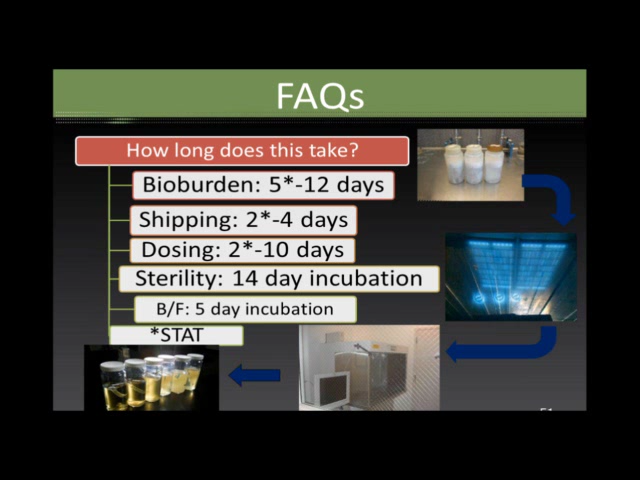 FAQs
How long does this take?
Bioburden: 5*-12 days
Shipping: 2*-4 days
Dosing: 2*-10 days
Sterility: 14 day incubation
B/F: 5 day incubation
*STAT